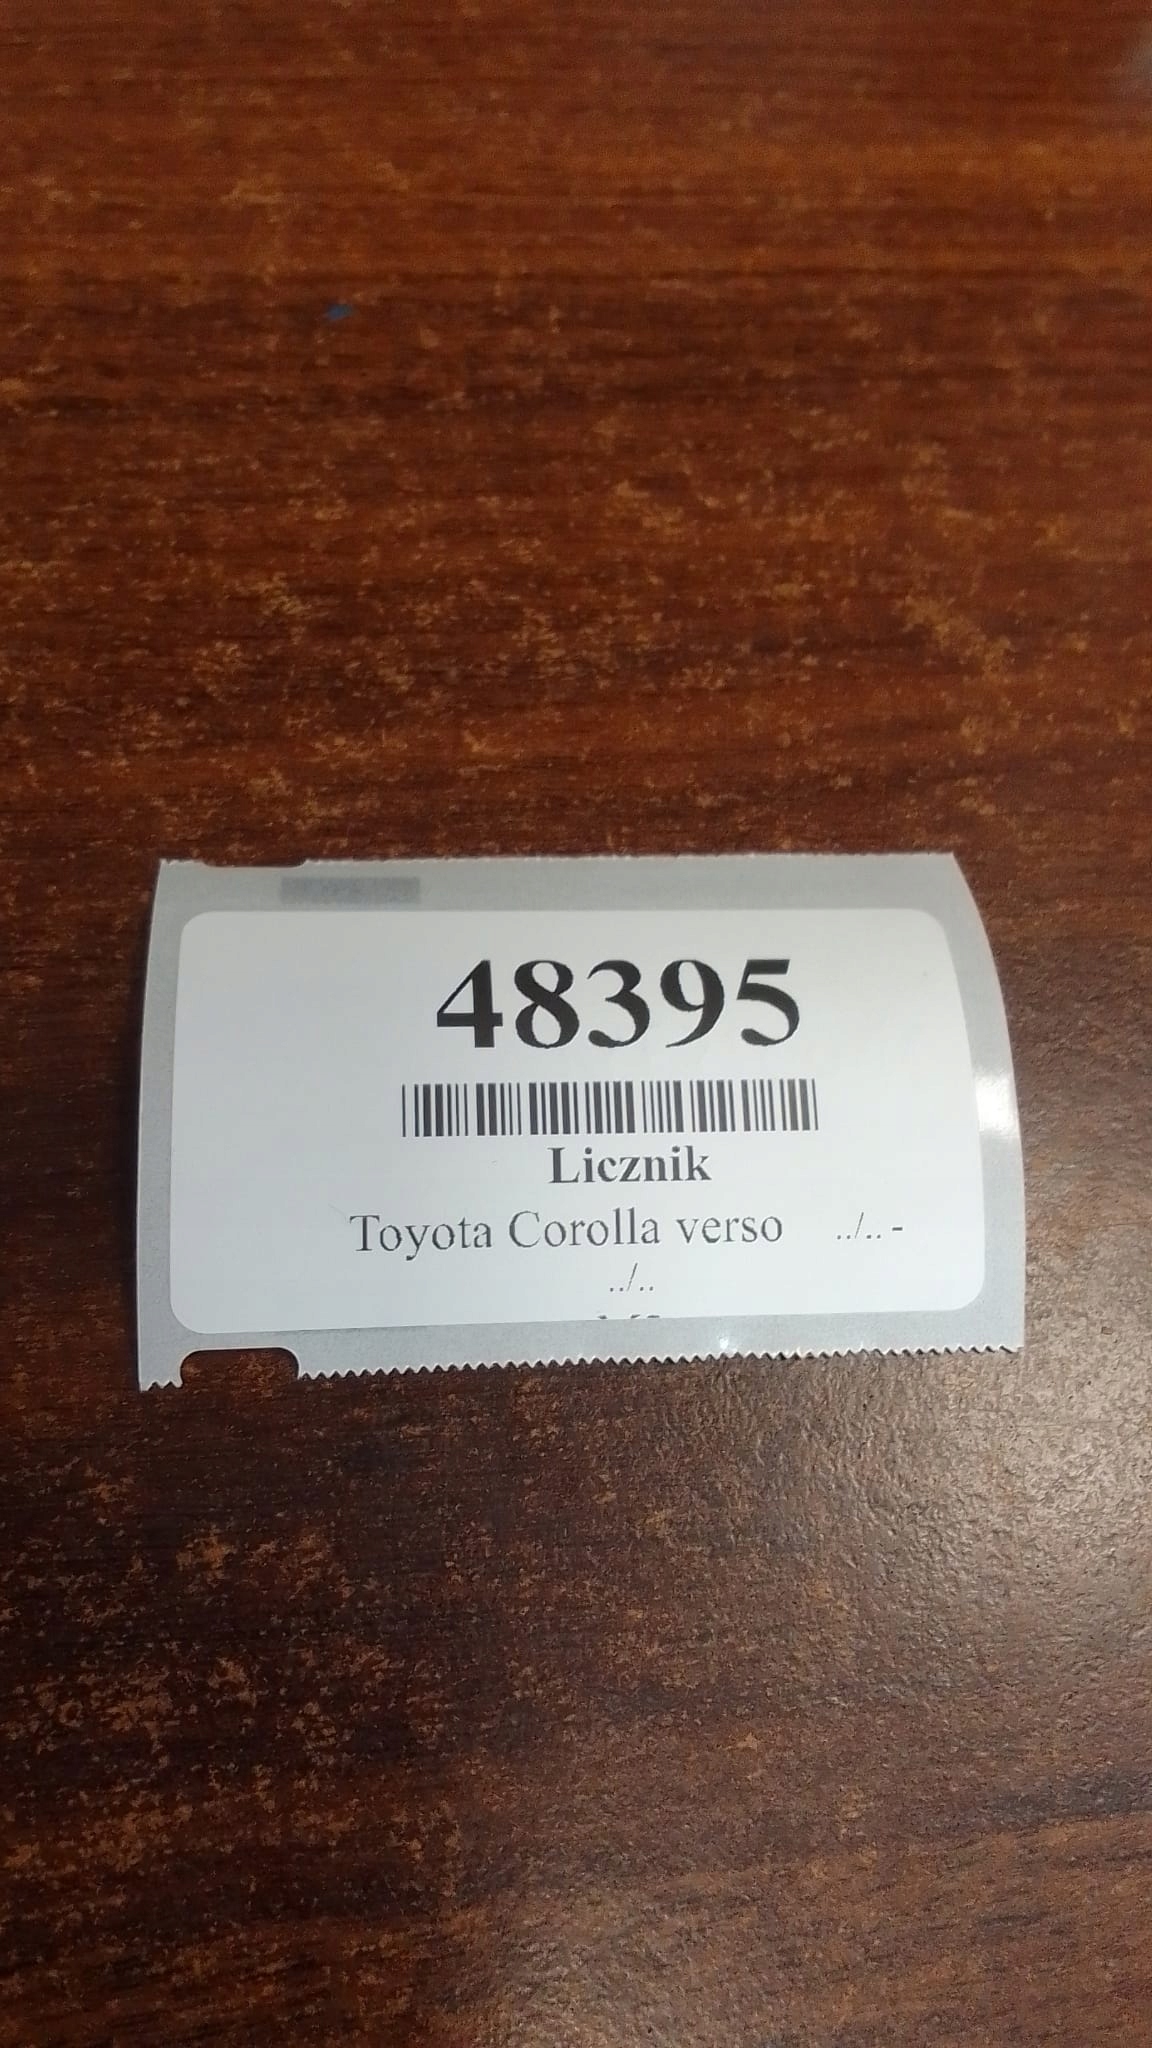 48395
Licznik
Toyota Corolla verso ../.. -
../..